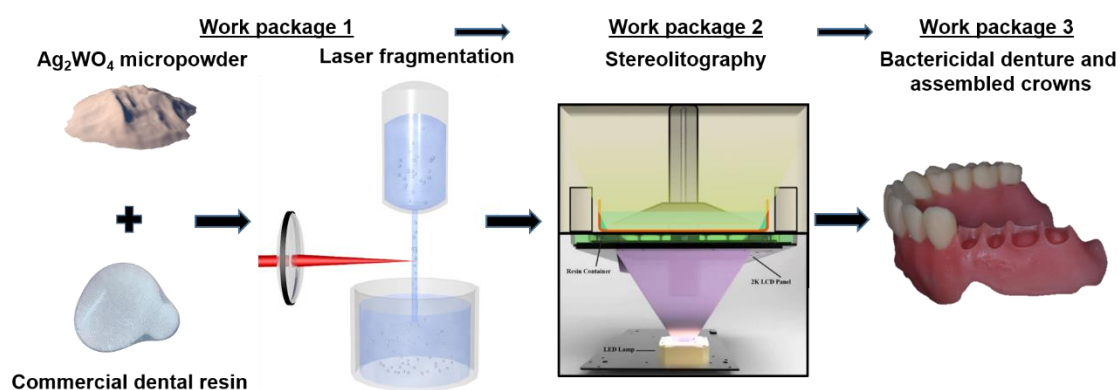 Work package 1
Work package 2
Work package 3
Ag₂WO₄ micropowder
Laser fragmentation
Stereolitography
Bactericidal denture and
assembled crowns
Resin Container
2K LCD Panel
LED Lamp
Commercial dental resin